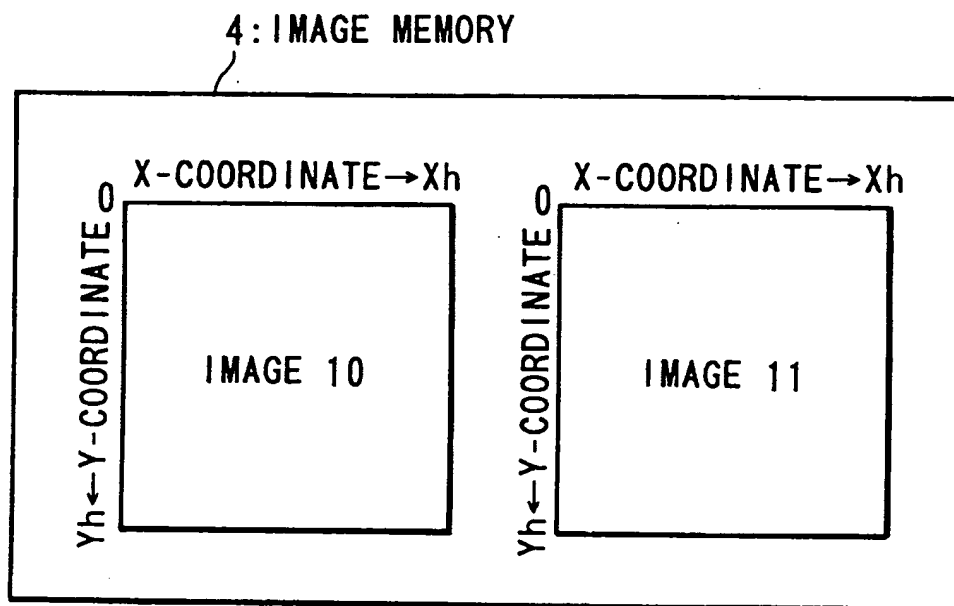 4:IMAGE MEMORY
X-COORDINATE→Xh
0
Yh←Y-COORDINATE
IMAGE 10
X-COORDINATE→Xh
0
Yh←Y-COORDINATE
IMAGE 11